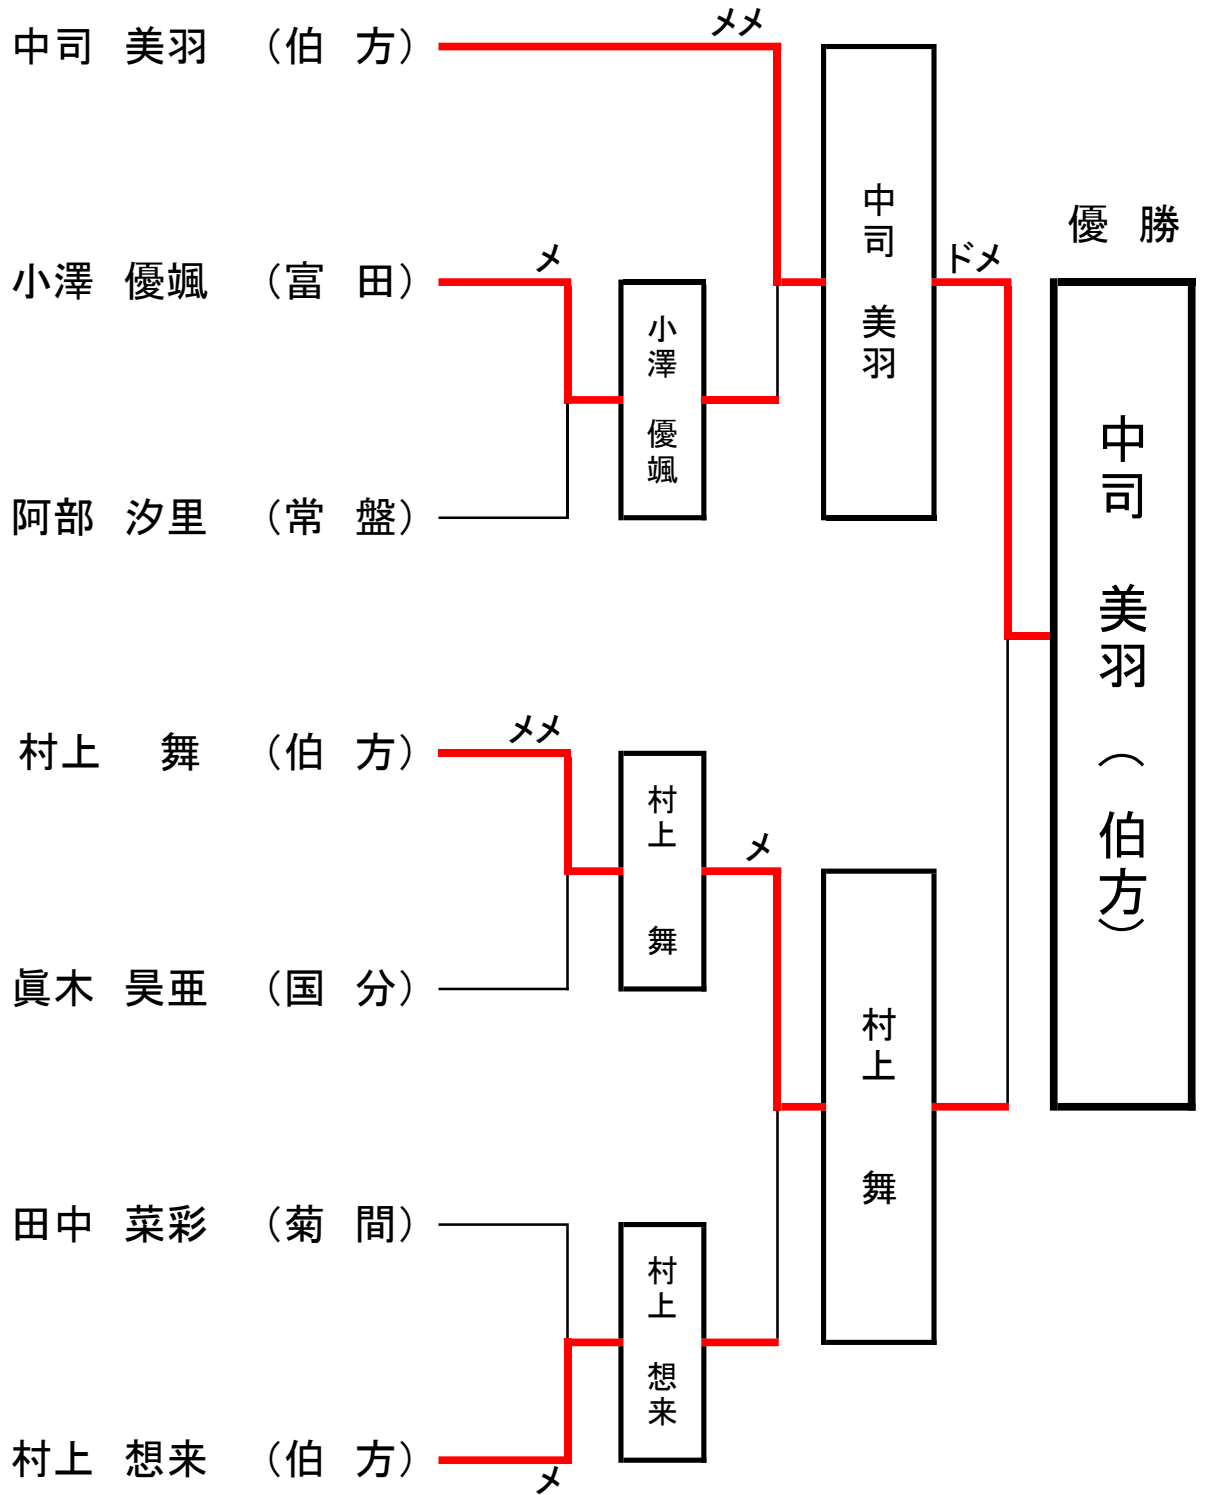 中司 美羽 （伯 方）
メメ
小澤 優颯 （富 田）
メ
阿部 汐里 （常 盤）
村上 舞 （伯 方）
メメ
眞木 昊亜 （国 分）
田中 菜彩 （菊 間）
村上 想来 （伯 方）
メ
小澤 優颯
村上 舞
メ
村上 想来
中司 美羽
ドメ
村上 舞
優 勝
中司 美羽 （伯方）